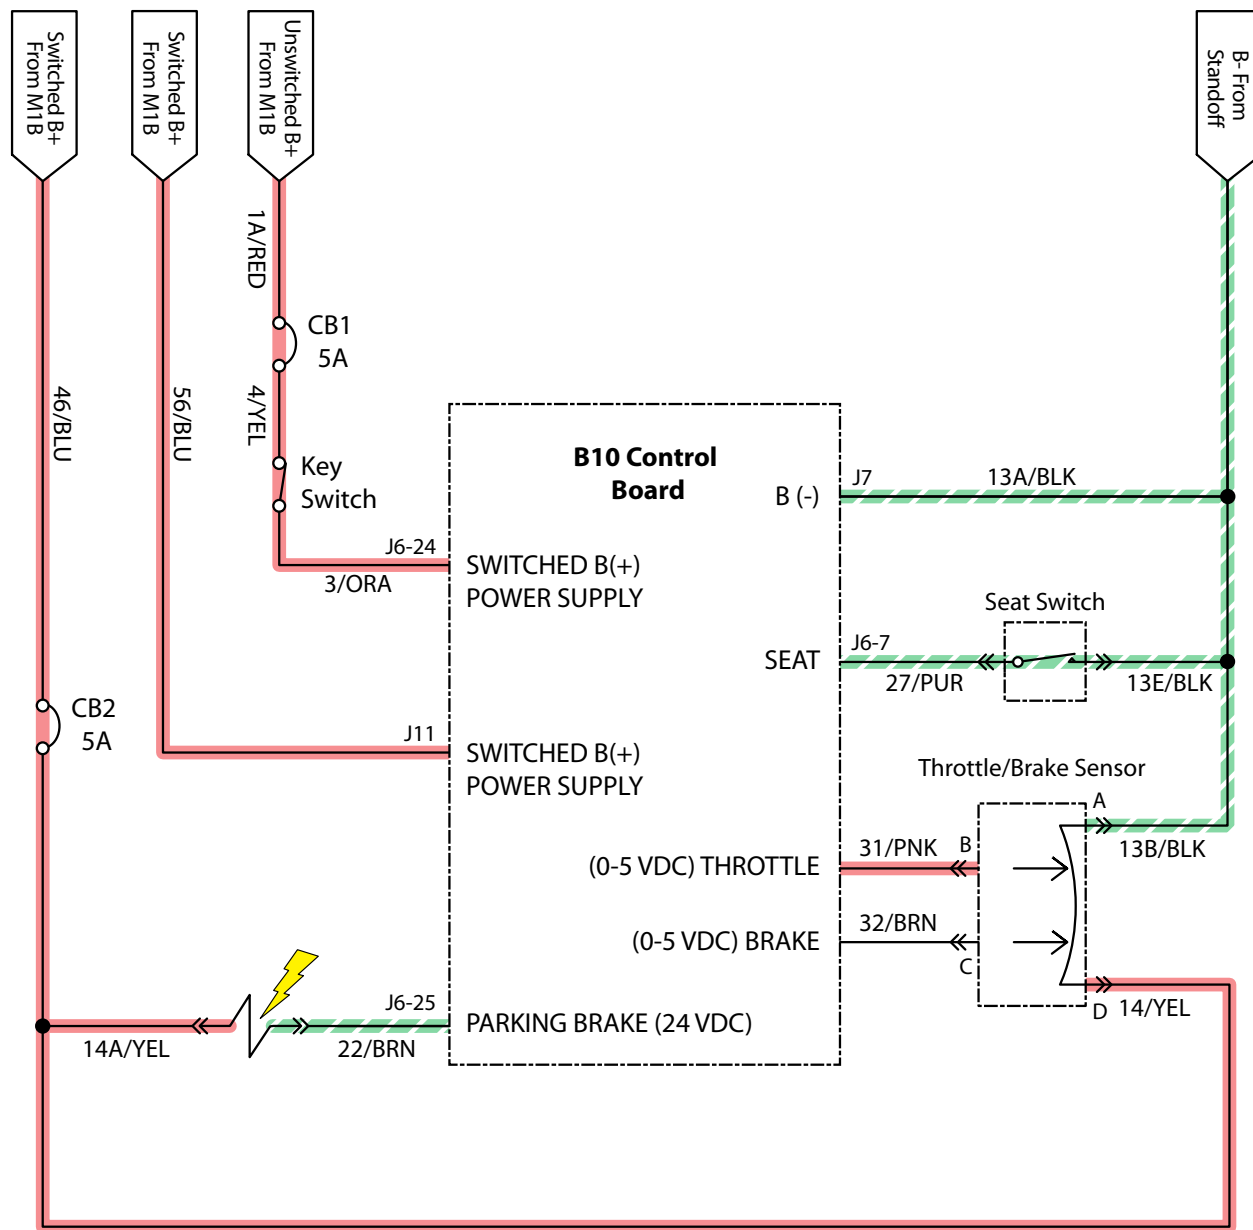 Switched B+
From M1B
Switched B+
From M1B
Unswitched B+
From M1B
B- From
Standoff
1A/RED
CB1
5A
46/BLU
56/BLU
4/YEL
Key
Switch
B10 Control
Board
B (-)
J7
13A/BLK
J6-24
3/ORA
SWITCHED B(+)
POWER SUPPLY
Seat Switch
SEAT
J6-7
27/PUR
13E/BLK
CB2
5A
J11
SWITCHED B(+)
POWER SUPPLY
Throttle/Brake Sensor
A
13B/BLK
(0-5 VDC) THROTTLE
31/PNK
B
(0-5 VDC) BRAKE
32/BRN
C
D
14/YEL
J6-25
PARKING BRAKE (24 VDC)
14A/YEL
22/BRN